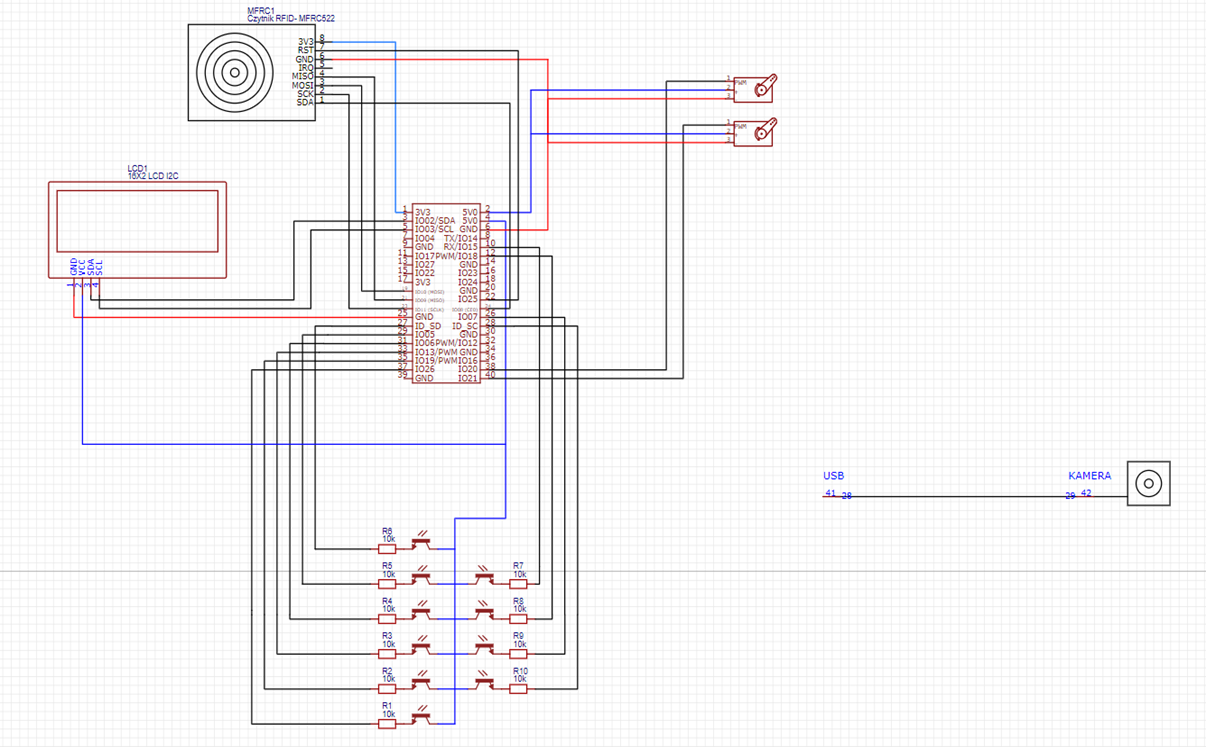 MFRC1
Czytnik RFID- MFRC522
3V3 8
RST 7
GND 6
IRQ 5
MISO 4
MOSI 3
SCK 2
SDA 1
1 PWM
2 +
3 -
1 PWM
2 +
3 -
LCD1
16X2 LCD I2C
GND VCC SDA SCL
1 2 3 4
1 3V3 5V0 2
3 IO02/SDA 5V0 4
5 IO03/SCL GND 6
7 IO04 TX/IO14 8
9 GND RX/IO15 10
11 IO17 PWM/IO18 12
13 IO27 GND 14
15 IO22 IO23 16
17 3V3 IO24 18
IO10 (MOSI) GND 20
IO09 (MISO) IO25 22
IO11 (SCLK) IO08 (CE0)
25 GND IO07 26
27 ID_SD ID_SC 28
29 IO05 GND 30
31 IO06 PWM/IO12 32
33 IO13/PWM GND 34
35 IO19/PWM IO16 36
37 IO26 IO20 38
39 GND IO21 40
USB
41 28
KAMERA
29 42
R6
10k
R5
10k
R7
10k
R4
10k
R8
10k
R3
10k
R9
10k
R2
10k
R10
10k
R1
10k